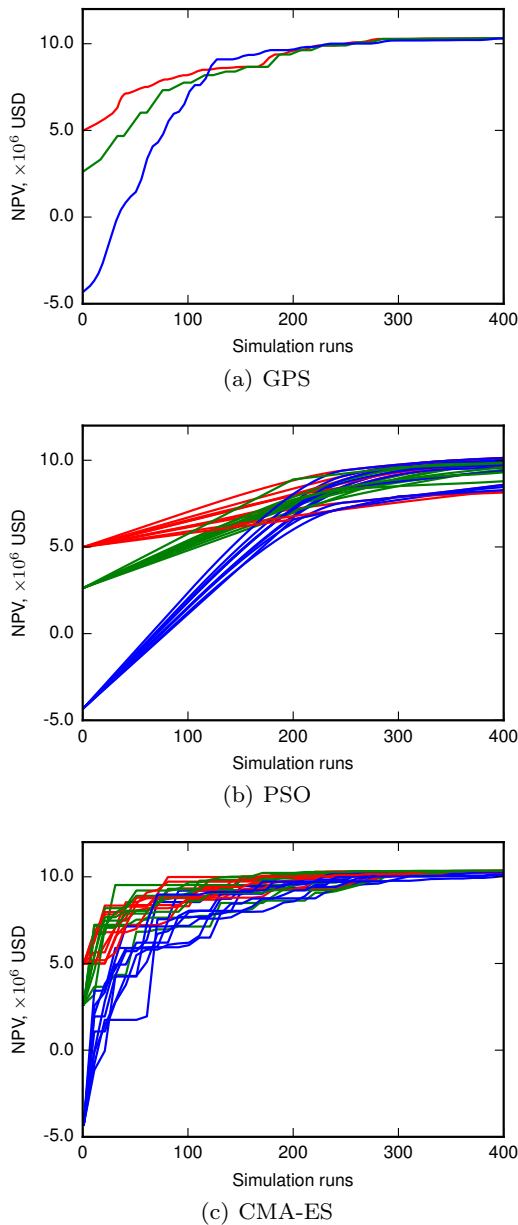 10.0
5.0
0.0
-5.0
NPV, ×10⁶ USD
0 100 200 300 400
Simulation runs
(a) GPS
10.0
5.0
0.0
-5.0
NPV, ×10⁶ USD
0 100 200 300 400
Simulation runs
(b) PSO
10.0
5.0
0.0
-5.0
NPV, ×10⁶ USD
0 100 200 300 400
Simulation runs
(c) CMA-ES